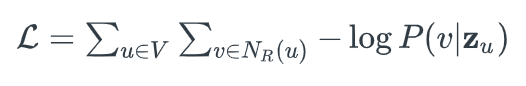 ℒ = ∑_{u∈V} ∑_{v∈N_R(u)} − log P(v|𝐳_u)